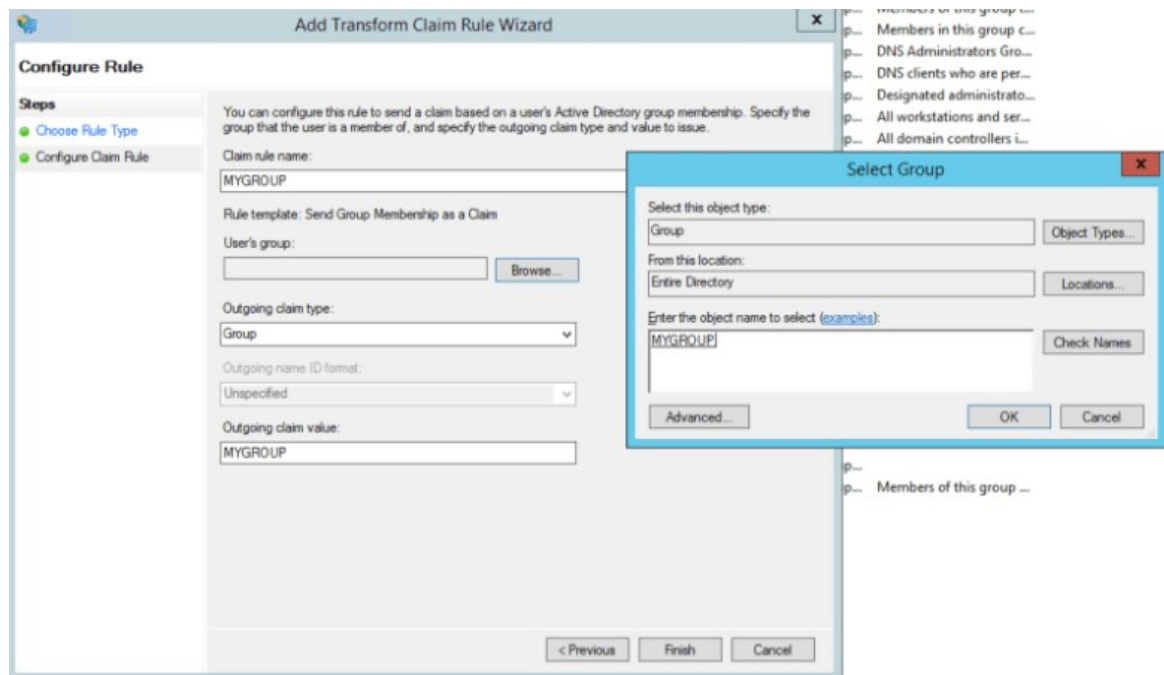 Add Transform Claim Rule Wizard
x
Configure Rule
Steps
Choose Rule Type
Configure Claim Rule
You can configure this rule to send a claim based on a user's Active Directory group membership. Specify the
group that the user is a member of, and specify the outgoing claim type and value to issue.
Claim rule name:
MYGROUP
Rule template: Send Group Membership as a Claim
User's group:
Browse...
Outgoing claim type:
Group
Outgoing name ID format:
Unspecified
Outgoing claim value:
MYGROUP
< Previous
Finish
Cancel
p... Members of this group t...
p... Members in this group c...
p... DNS Administrators Gro...
p... DNS clients who are per...
p... Designated administrato...
p... All workstations and ser...
p... All domain controllers i...
Select Group
x
Select this object type:
Group
Object Types...
From this location:
Entire Directory
Locations...
Enter the object name to select (examples):
MYGROUP
Check Names
Advanced...
OK
Cancel
p...
p... Members of this group ...